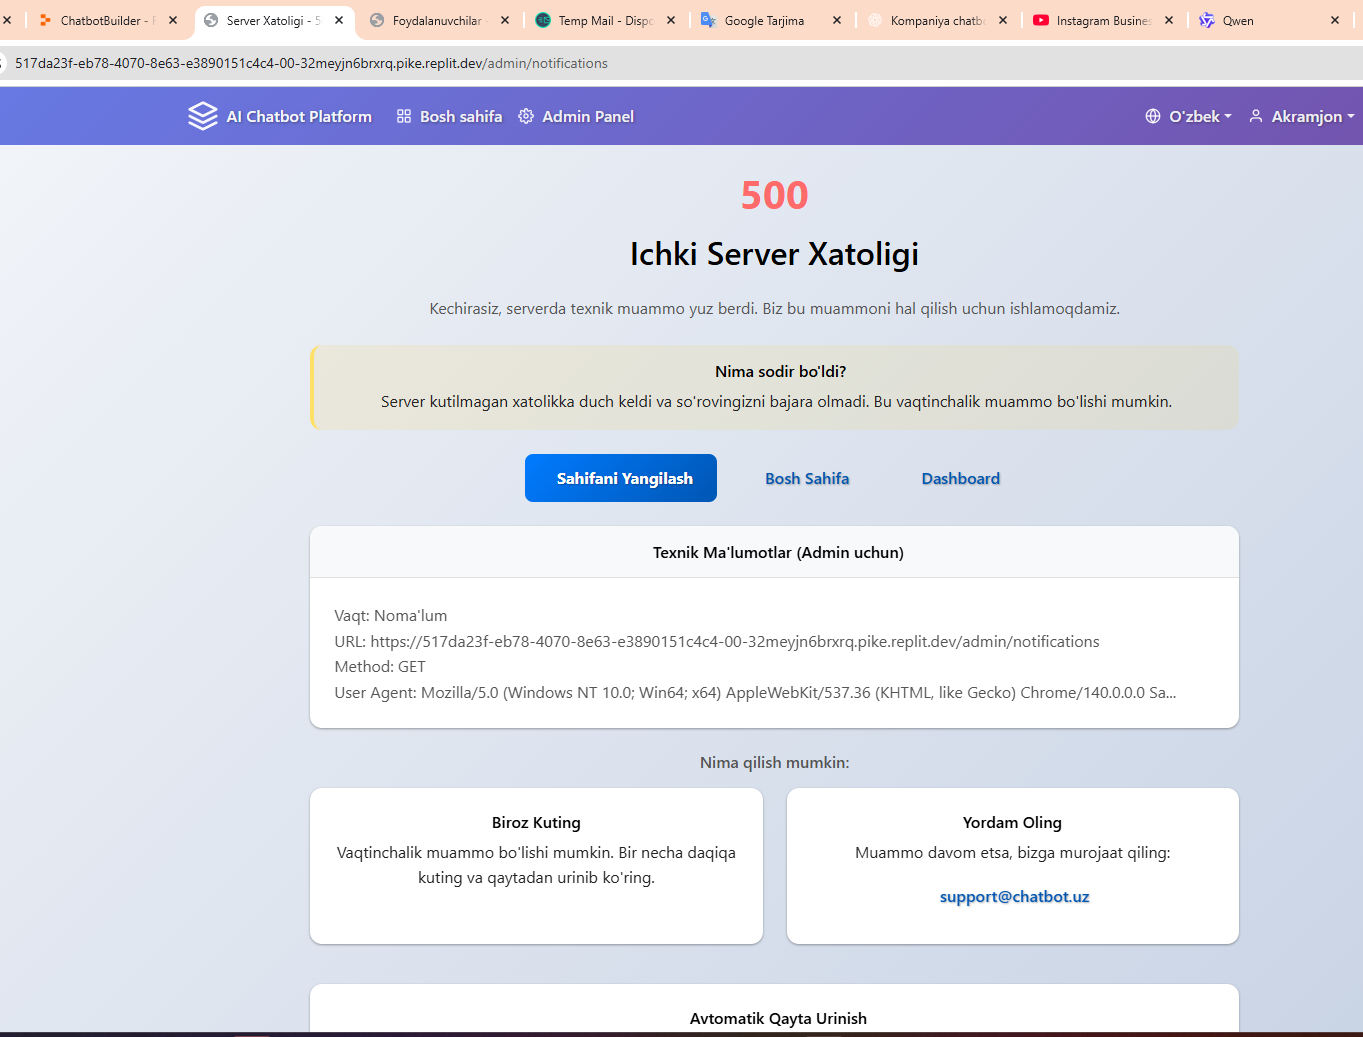 ChatbotBuilder -
Server Xatoligi - 5
Foydalanuvchilar
Temp Mail - Dispo
Google Tarjima
Kompaniya chatb
Instagram Busines
Qwen
517da23f-eb78-4070-8e63-e3890151c4c4-00-32meyjn6brxrq.pike.replit.dev/admin/notifications
AI Chatbot Platform
Bosh sahifa
Admin Panel
O'zbek
Akramjon
500
Ichki Server Xatoligi
Kechirasiz, serverda texnik muammo yuz berdi. Biz bu muammoni hal qilish uchun ishlamoqdamiz.
Nima sodir bo'ldi?
Server kutilmagan xatolikka duch keldi va so'rovingizni bajara olmadi. Bu vaqtinchalik muammo bo'lishi mumkin.
Sahifani Yangilash
Bosh Sahifa
Dashboard
Texnik Ma'lumotlar (Admin uchun)
Vaqt: Noma'lum
URL: https://517da23f-eb78-4070-8e63-e3890151c4c4-00-32meyjn6brxrq.pike.replit.dev/admin/notifications
Method: GET
User Agent: Mozilla/5.0 (Windows NT 10.0; Win64; x64) AppleWebKit/537.36 (KHTML, like Gecko) Chrome/140.0.0.0 Sa...
Nima qilish mumkin:
Biroz Kuting
Vaqtinchalik muammo bo'lishi mumkin. Bir necha daqiqa
kuting va qaytadan urinib ko'ring.
Yordam Oling
Muammo davom etsa, bizga murojaat qiling:
support@chatbot.uz
Avtomatik Qayta Urinish